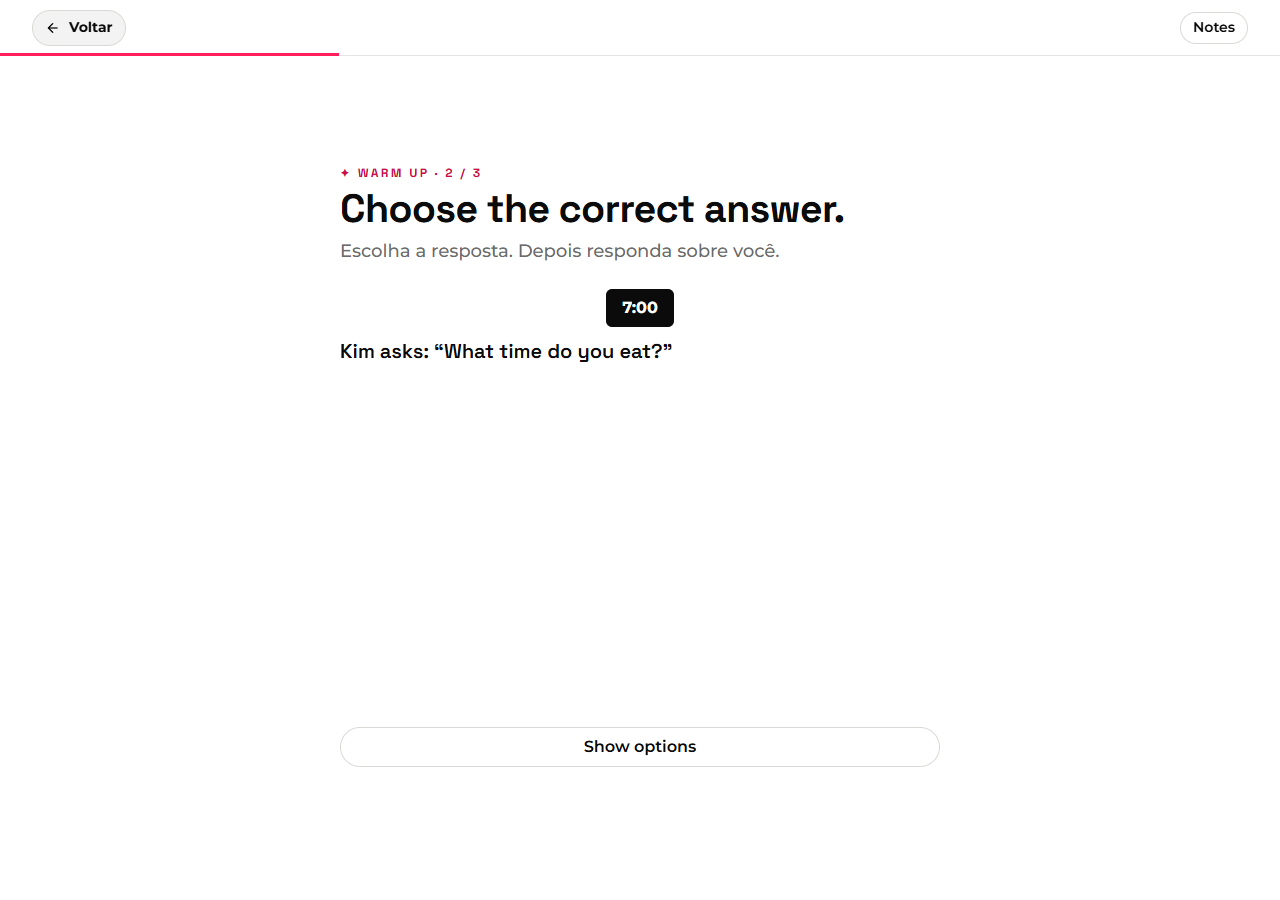 ← Voltar
Notes
✦ WARM UP · 2 / 3
Choose the correct answer.
Escolha a resposta. Depois responda sobre você.
7:00
Kim asks: “What time do you eat?”
Show options